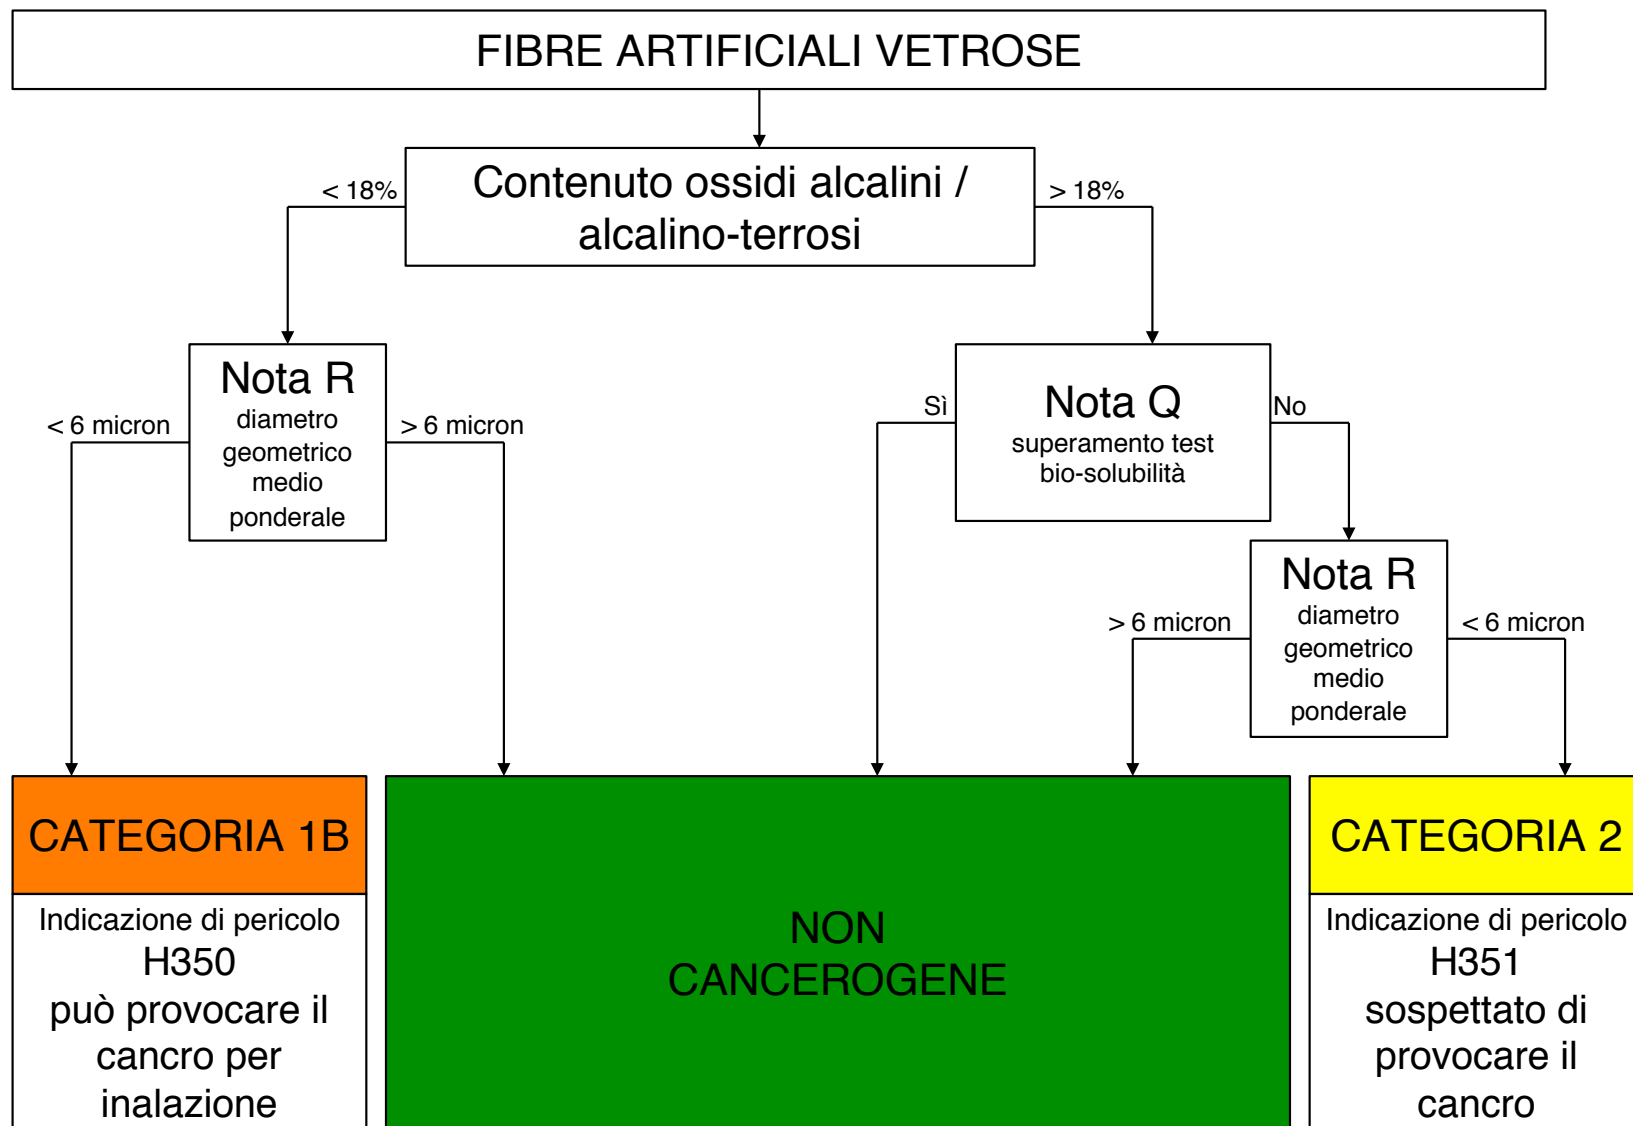 FIBRE ARTIFICIALI VETROSE
< 18%
Contenuto ossidi alcalini /
alcalino-terrosi
> 18%
< 6 micron
Nota R
diametro
geometrico
medio
ponderale
> 6 micron
Sì
Nota Q
superamento test
bio-solubilità
No
> 6 micron
Nota R
diametro
geometrico
medio
ponderale
< 6 micron
CATEGORIA 1B
Indicazione di pericolo
H350
può provocare il
cancro per
inalazione
NON
CANCEROGENE
CATEGORIA 2
Indicazione di pericolo
H351
sospettato di
provocare il
cancro